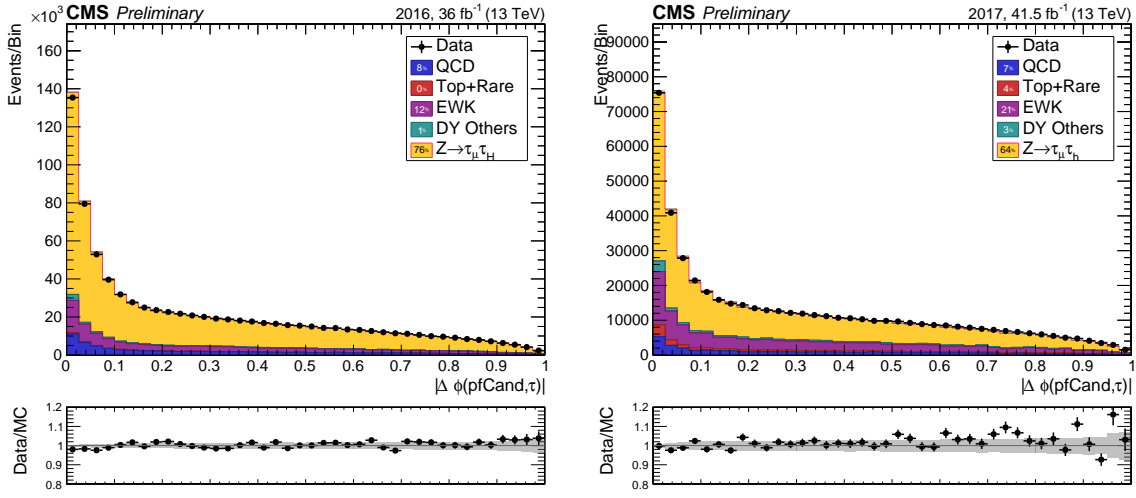 CMS Preliminary 2016, 36 fb⁻¹ (13 TeV)
×10³
Events/Bin
160
140
120
100
80
60
40
20
0
Data
8% QCD
0% Top+Rare
12% EWK
1% DY Others
76% Z→τμτH
0 0.1 0.2 0.3 0.4 0.5 0.6 0.7 0.8 0.9 1
|Δ ϕ(pfCand,τ)|
Data/MC
1.2
1.1
1.0
0.9
0.8
CMS Preliminary 2017, 41.5 fb⁻¹ (13 TeV)
Events/Bin
90000
80000
70000
60000
50000
40000
30000
20000
10000
0
Data
7% QCD
4% Top+Rare
21% EWK
3% DY Others
64% Z→τμτh
0 0.1 0.2 0.3 0.4 0.5 0.6 0.7 0.8 0.9 1
|Δ ϕ(pfCand,τ)|
Data/MC
1.2
1.1
1.0
0.9
0.8